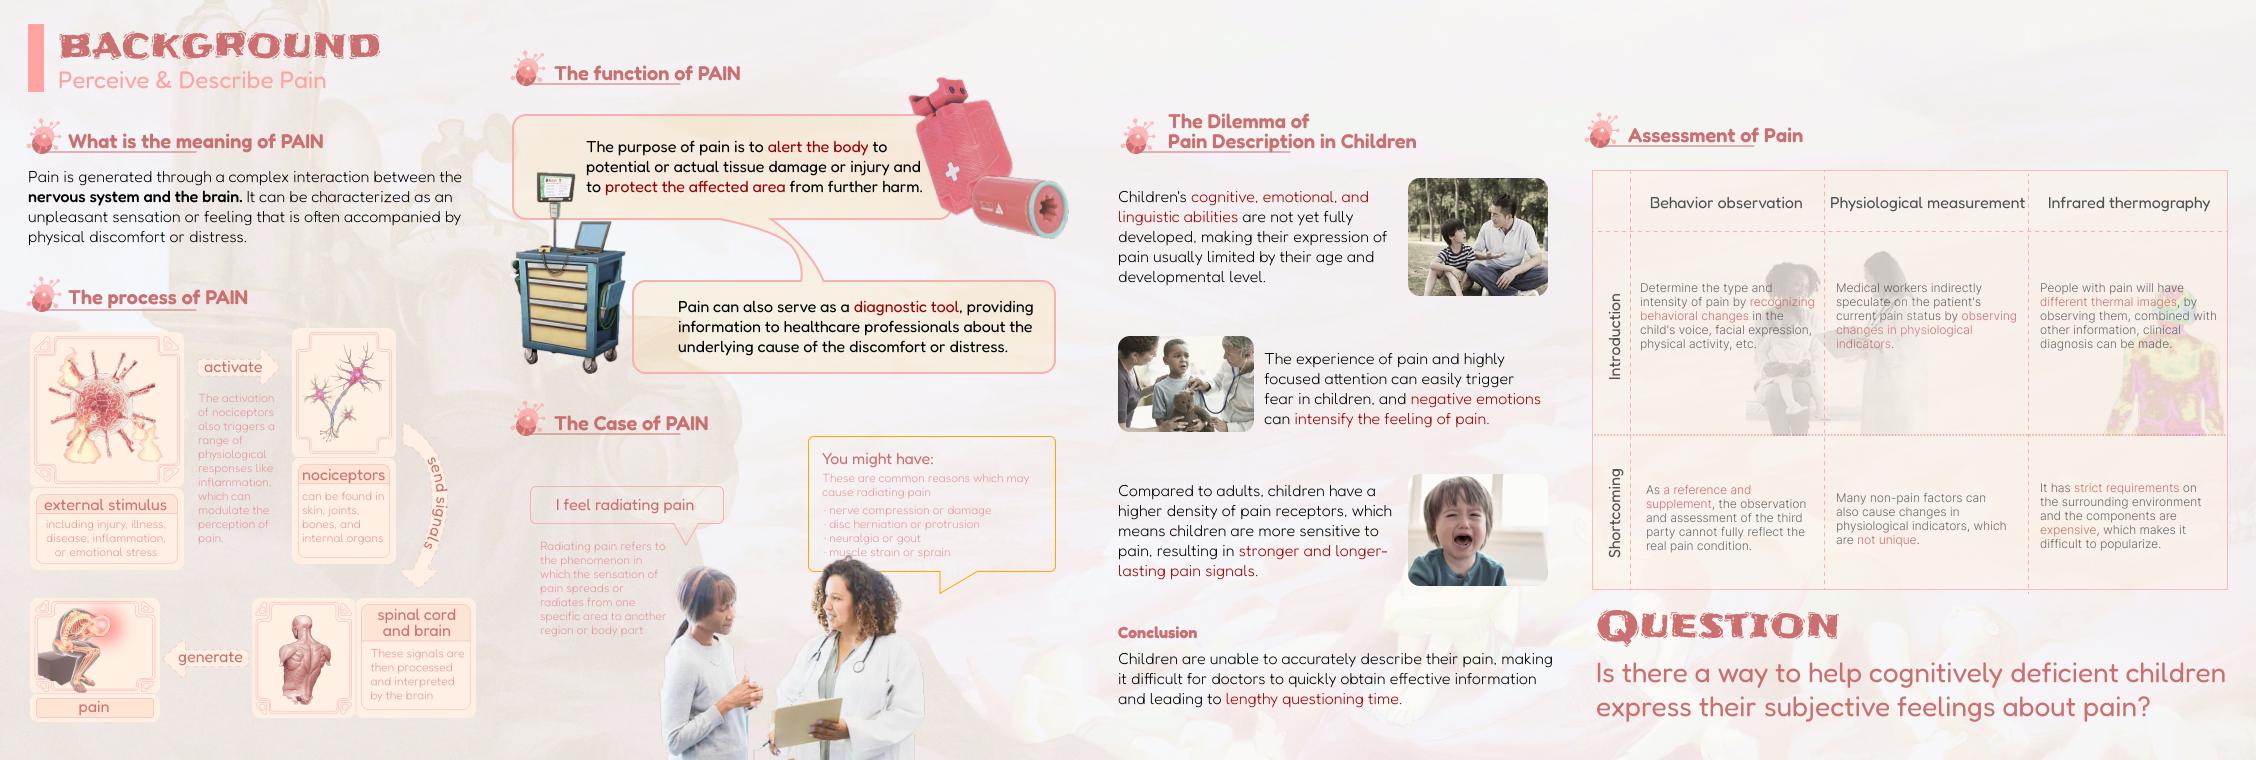 BACKGROUND
Perceive & Describe Pain
What is the meaning of PAIN
Pain is generated through a complex interaction between the
nervous system and the brain. It can be characterized as an
unpleasant sensation or feeling that is often accompanied by
physical discomfort or distress.
The process of PAIN
external stimulus
including injury, illness,
disease, inflammation,
or emotional stress
activate
The activation
of nociceptors
also triggers a
range of
physiological
responses like
inflammation,
which can
modulate the
perception of
pain.
nociceptors
can be found in
skin, joints,
bones, and
internal organs
send signals
spinal cord
and brain
These signals are
then processed
and interpreted
by the brain
generate
pain
The function of PAIN
The purpose of pain is to alert the body to
potential or actual tissue damage or injury and
to protect the affected area from further harm.
Pain can also serve as a diagnostic tool, providing
information to healthcare professionals about the
underlying cause of the discomfort or distress.
The Case of PAIN
I feel radiating pain
Radiating pain refers to
the phenomenon in
which the sensation of
pain spreads or
radiates from one
specific area to another
region or body part
You might have:
These are common reasons which may
cause radiating pain
· nerve compression or damage
· disc herniation or protrusion
· neuralgia or gout
· muscle strain or sprain
The Dilemma of
Pain Description in Children
Children's cognitive, emotional, and
linguistic abilities are not yet fully
developed, making their expression of
pain usually limited by their age and
developmental level.
The experience of pain and highly
focused attention can easily trigger
fear in children, and negative emotions
can intensify the feeling of pain.
Compared to adults, children have a
higher density of pain receptors, which
means children are more sensitive to
pain, resulting in stronger and longer-
lasting pain signals.
Conclusion
Children are unable to accurately describe their pain, making
it difficult for doctors to quickly obtain effective information
and leading to lengthy questioning time.
Assessment of Pain
Behavior observation
Physiological measurement
Infrared thermography
Introduction
Determine the type and
intensity of pain by recognizing
behavioral changes in the
child's voice, facial expression,
physical activity, etc.
Medical workers indirectly
speculate on the patient's
current pain status by observing
changes in physiological
indicators.
People with pain will have
different thermal images, by
observing them, combined with
other information, clinical
diagnosis can be made.
Shortcoming
As a reference and
supplement, the observation
and assessment of the third
party cannot fully reflect the
real pain condition.
Many non-pain factors can
also cause changes in
physiological indicators, which
are not unique.
It has strict requirements on
the surrounding environment
and the components are
expensive, which makes it
difficult to popularize.
QUESTION
Is there a way to help cognitively deficient children
express their subjective feelings about pain?